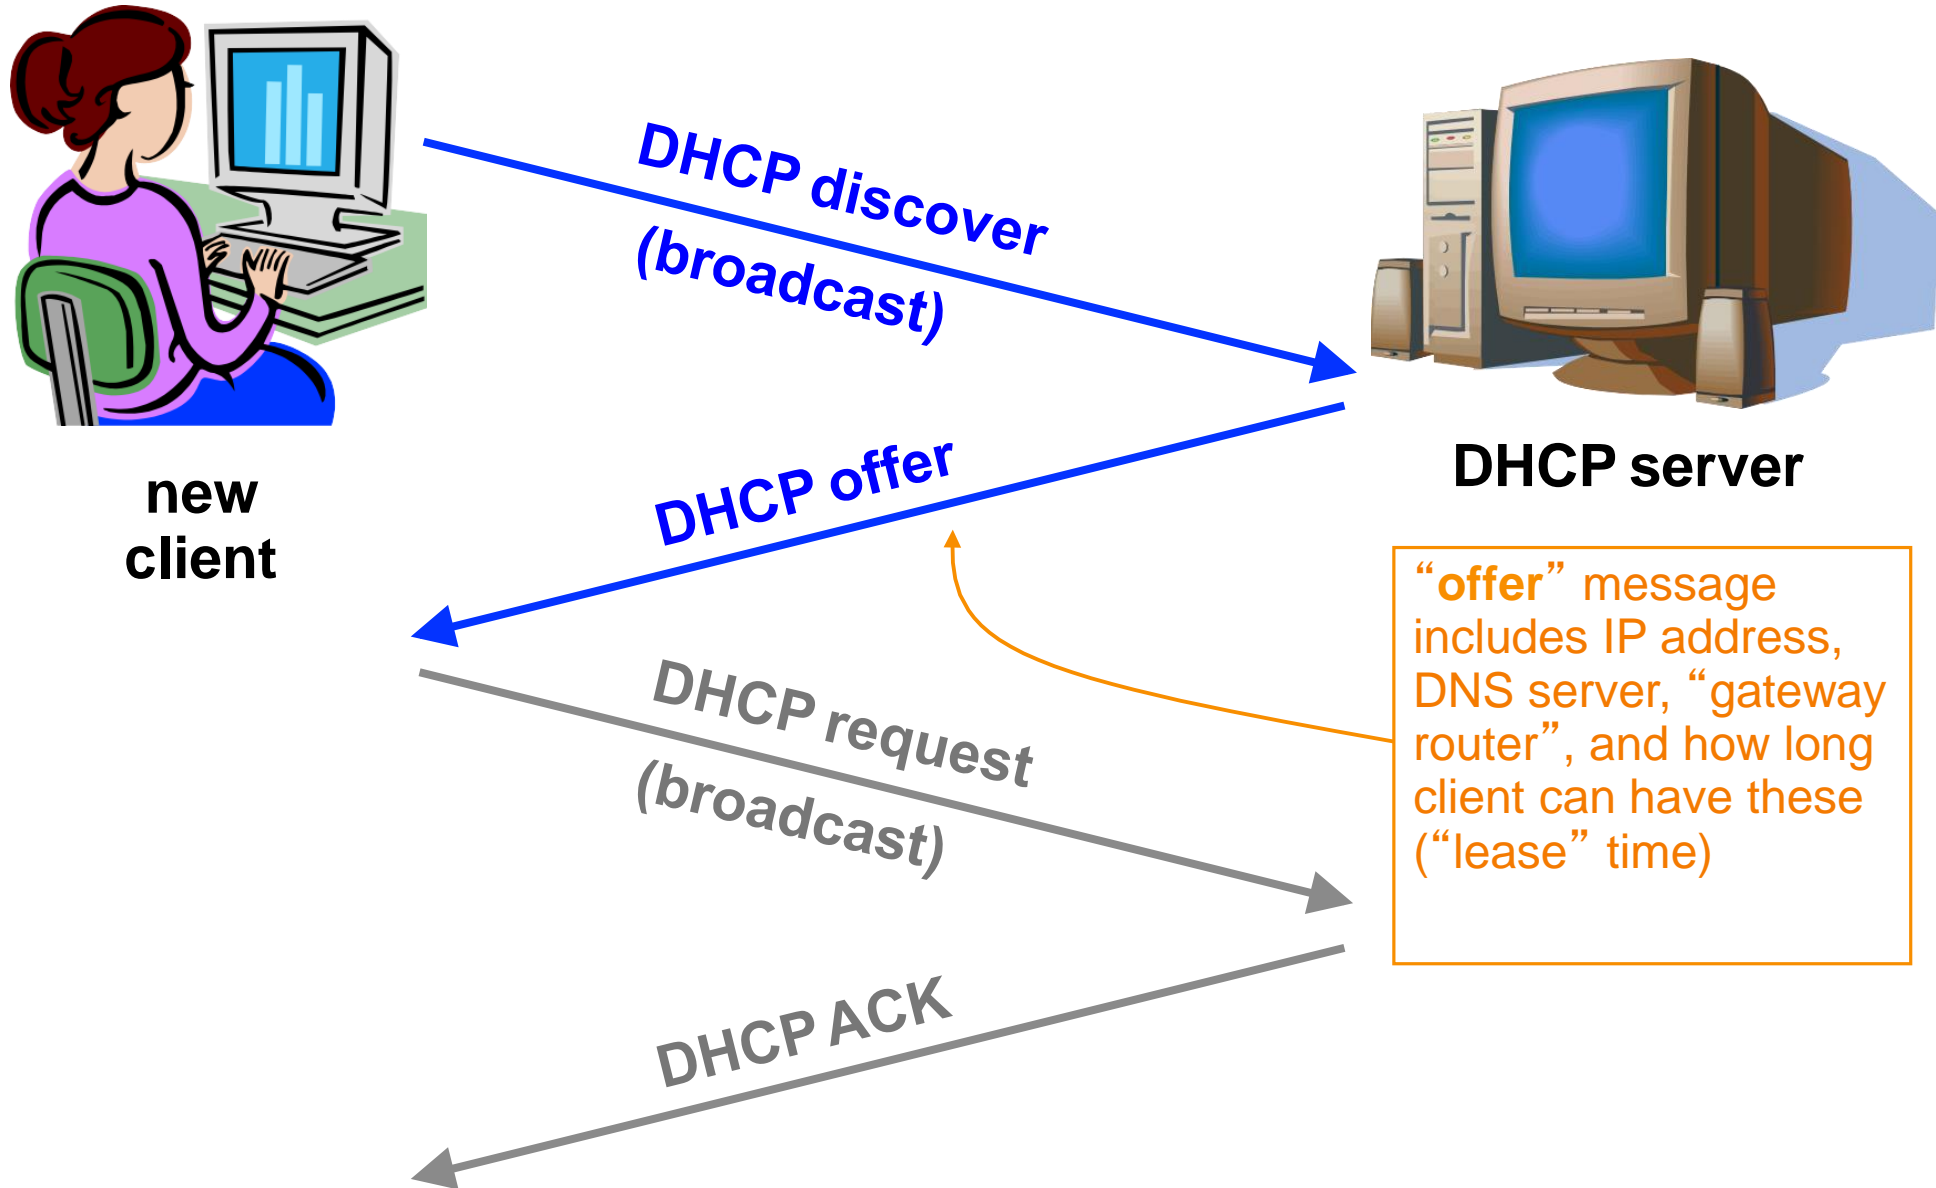 DHCP discover
(broadcast)
DHCP server
DHCP offer
new
client
“offer” message
includes IP address,
DNS server, “gateway
router”, and how long
client can have these
(“lease” time)
DHCP request
(broadcast)
DHCP ACK